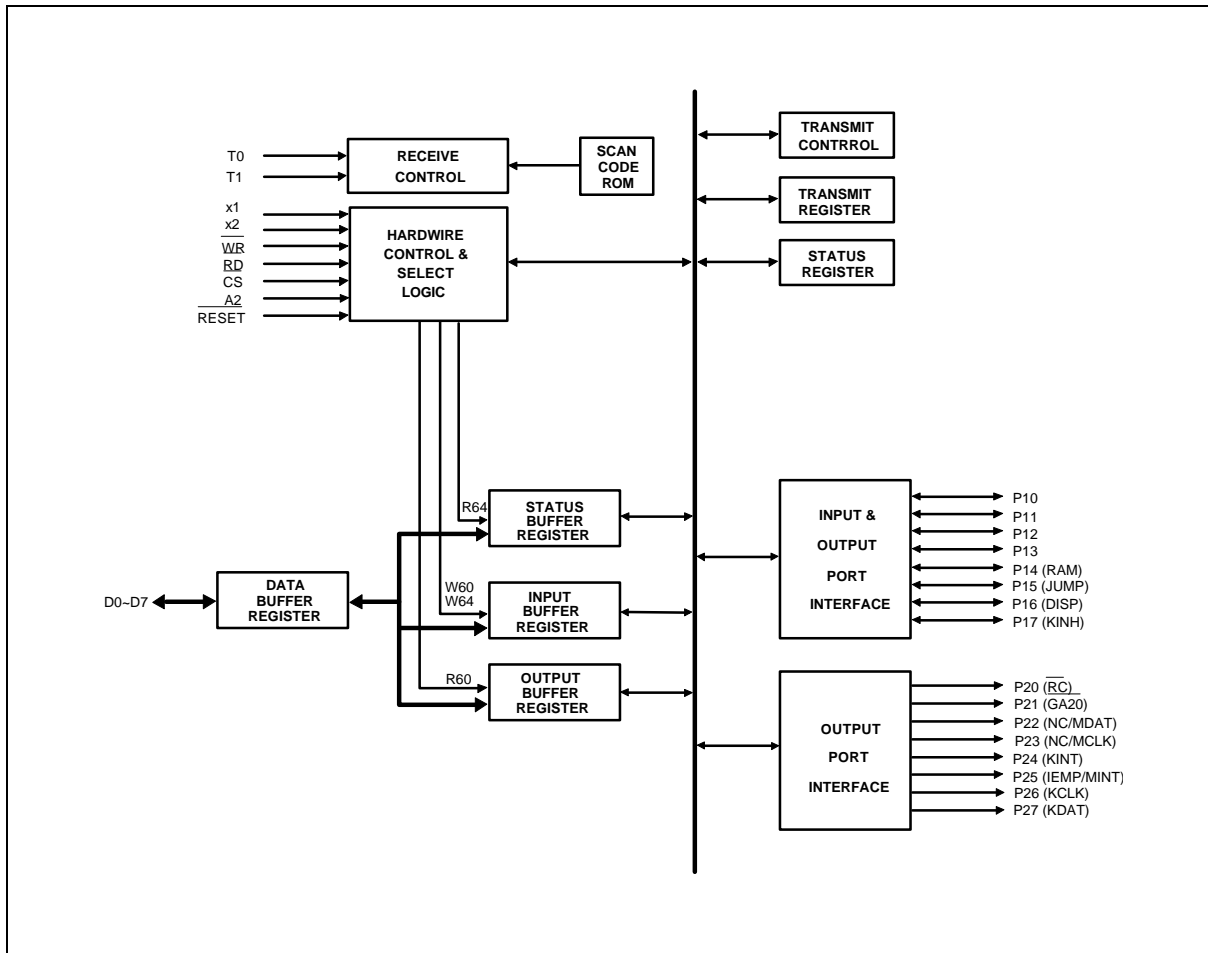 T0
T1
RECEIVE
CONTROL
SCAN
CODE
ROM
x1
x2
WR
RD
CS
A2
RESET
HARDWIRE
CONTROL &
SELECT
LOGIC
TRANSMIT
CONTRROL
TRANSMIT
REGISTER
STATUS
REGISTER
R64
STATUS
BUFFER
REGISTER
D0~D7
DATA
BUFFER
REGISTER
W60
W64
INPUT
BUFFER
REGISTER
R60
OUTPUT
BUFFER
REGISTER
INPUT &
OUTPUT
PORT
INTERFACE
P10
P11
P12
P13
P14 (RAM)
P15 (JUMP)
P16 (DISP)
P17 (KINH)
OUTPUT
PORT
INTERFACE
P20 (RC)
P21 (GA20)
P22 (NC/MDAT)
P23 (NC/MCLK)
P24 (KINT)
P25 (IEMP/MINT)
P26 (KCLK)
P27 (KDAT)